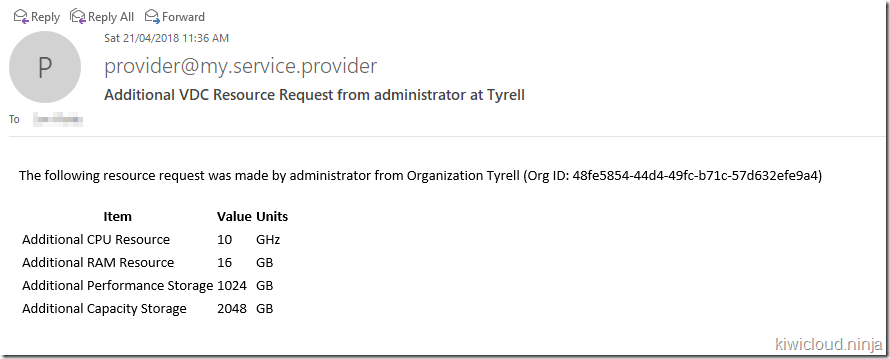 Reply Reply All Forward
Sat 21/04/2018 11:36 AM
P
provider@my.service.provider
Additional VDC Resource Request from administrator at Tyrell
To
The following resource request was made by administrator from Organization Tyrell (Org ID: 48fe5854-44d4-49fc-b71c-57d632efe9a4)
Item Value Units
Additional CPU Resource 10 GHz
Additional RAM Resource 16 GB
Additional Performance Storage 1024 GB
Additional Capacity Storage 2048 GB
kiwicloud.ninja